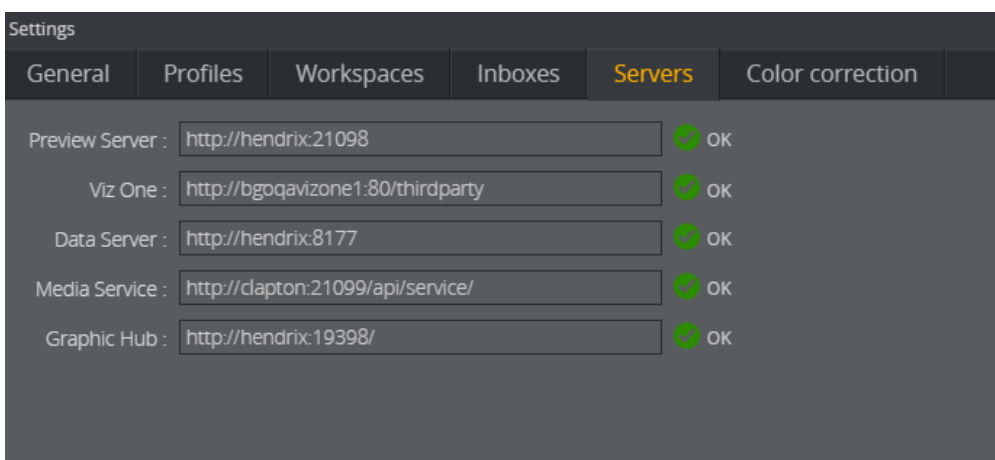 Settings
General Profiles Workspaces Inboxes Servers Color correction
Preview Server : http://hendrix:21098 OK
Viz One : http://bgoqavizone1:80/thirdparty OK
Data Server : http://hendrix:8177 OK
Media Service : http://clapton:21099/api/service/ OK
Graphic Hub : http://hendrix:19398/ OK